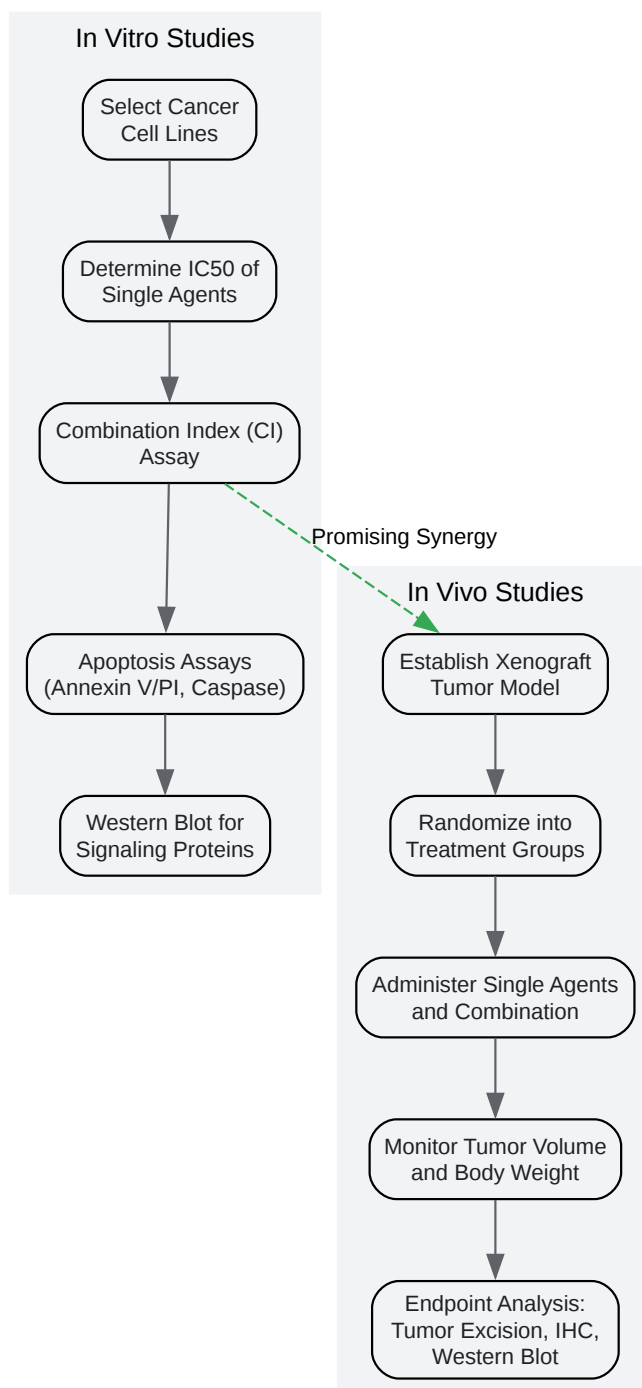 In Vitro Studies
Select Cancer
Cell Lines
Determine IC50 of
Single Agents
Combination Index (CI)
Assay
Promising Synergy
Apoptosis Assays
(Annexin V/PI, Caspase)
Western Blot for
Signaling Proteins
In Vivo Studies
Establish Xenograft
Tumor Model
Randomize into
Treatment Groups
Administer Single Agents
and Combination
Monitor Tumor Volume
and Body Weight
Endpoint Analysis:
Tumor Excision, IHC,
Western Blot